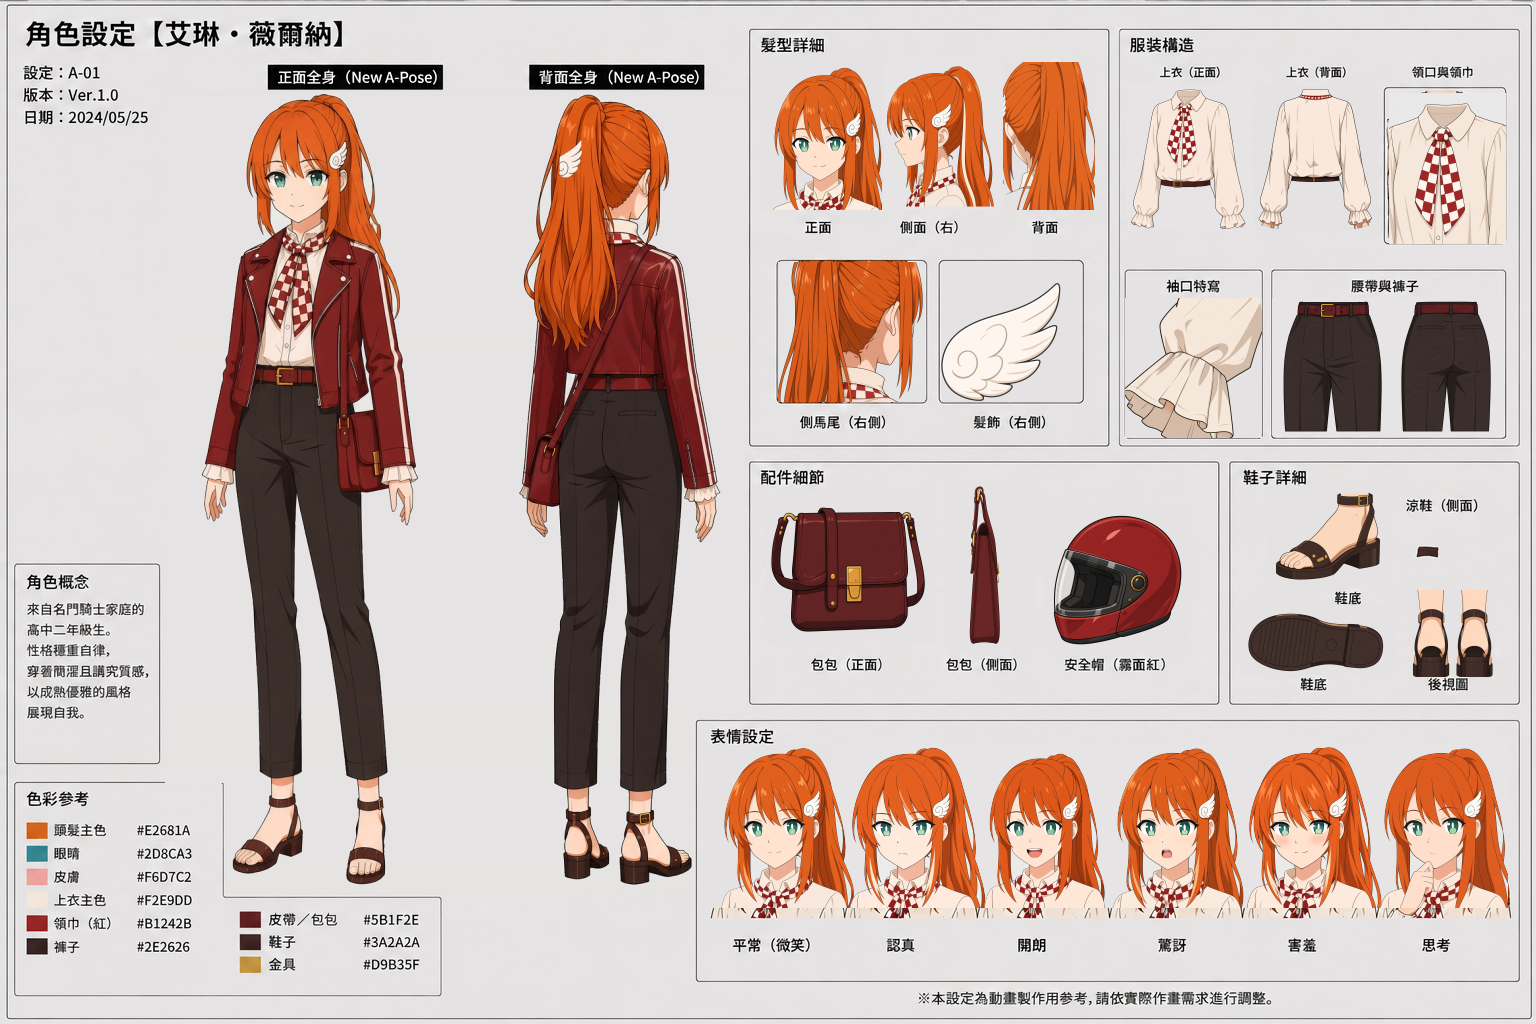 角色設定【艾琳・薇爾納】
設定：A-01
版本：Ver.1.0
日期：2024/05/25
正面全身（New A-Pose）
背面全身（New A-Pose）
角色概念
來自名門騎士家庭的
高中二年級生。
性格穩重自律，
穿著簡潔且講究質感，
以成熟優雅的風格
展現自我。
色彩參考
頭髮主色 #E2681A
眼睛 #2D8CA3
皮膚 #F6D7C2
上衣主色 #F2E9DD
領巾（紅） #B1242B
褲子 #2E2626
皮帶／包包 #5B1F2E
鞋子 #3A2A2A
金具 #D9B35F
髮型詳細
正面
側面（右）
背面
側馬尾（右側）
髮飾（右側）
服装構造
上衣（正面）
上衣（背面）
領口與領巾
袖口特寫
腰帶與褲子
配件細節
包包（正面）
包包（側面）
安全帽（霧面紅）
鞋子詳細
涼鞋（側面）
鞋底
鞋底
後視圖
表情設定
平常（微笑）
認真
開朗
驚訝
害羞
思考
※本設定為動畫製作用參考，請依實際作畫需求進行調整。